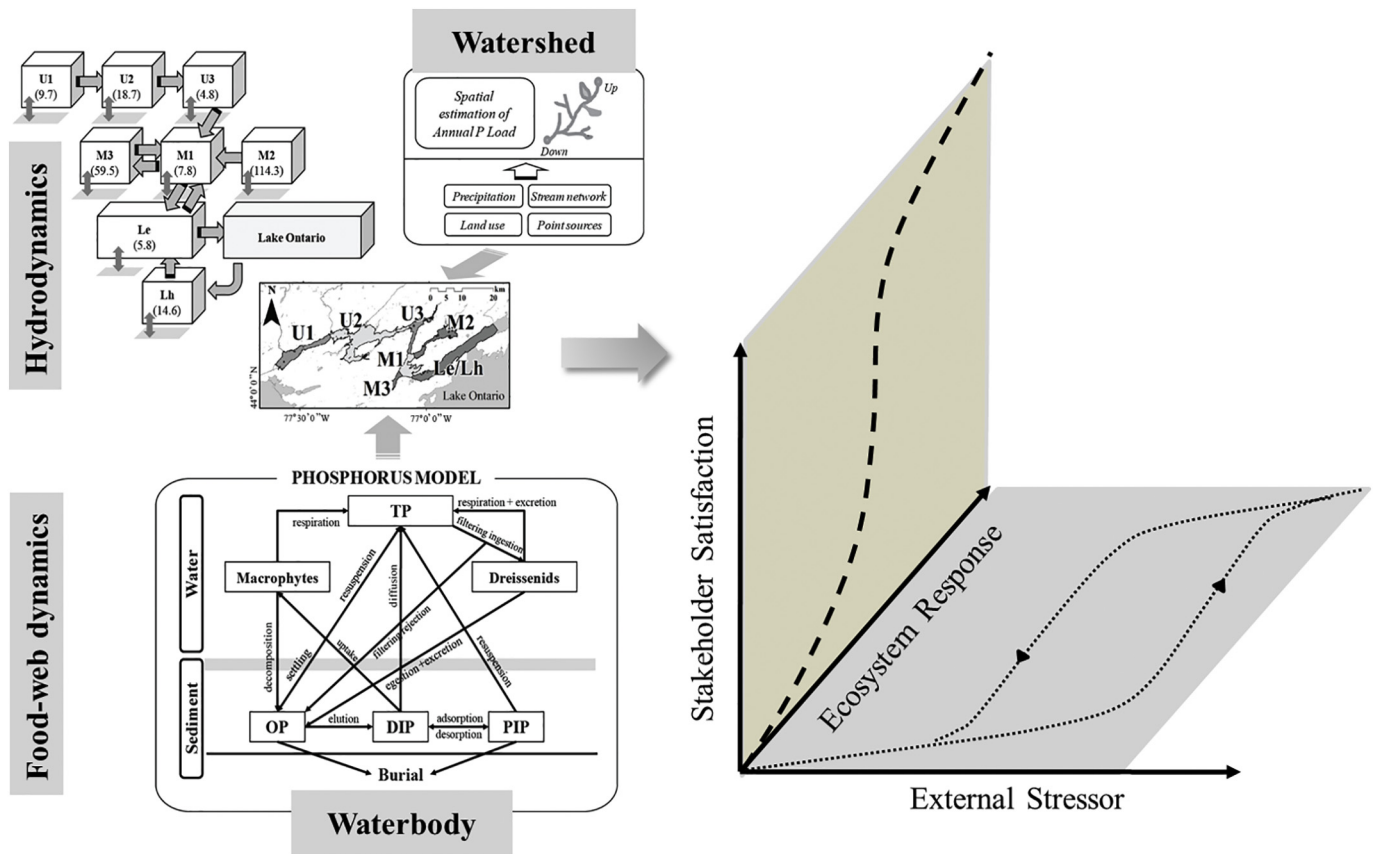 Watershed
Spatial
estimation of
Annual P Load
Up
Down
Precipitation
Stream network
Land use
Point sources
Hydrodynamics
U1
(9.7)
U2
(18.7)
U3
(4.8)
M3
(59.5)
M1
(7.8)
M2
(114.3)
Le
(5.8)
Lake Ontario
Lh
(14.6)
N
km
0 5 10 20
U1
U2
U3
M2
M1
Le/Lh
M3
Lake Ontario
44°0'0"N
77°30'0"W
77°0'0"W
Food-web dynamics
PHOSPHORUS MODEL
Water
Sediment
TP
respiration
respiration + excretion
filtering ingestion
Macrophytes
Dreissenids
resuspension
diffusion
filtering rejection
decomposition
settling
uptake
egestion+excretion
resuspension
OP
elution
DIP
adsorption
desorption
PIP
Burial
Waterbody
Stakeholder Satisfaction
Ecosystem Response
External Stressor